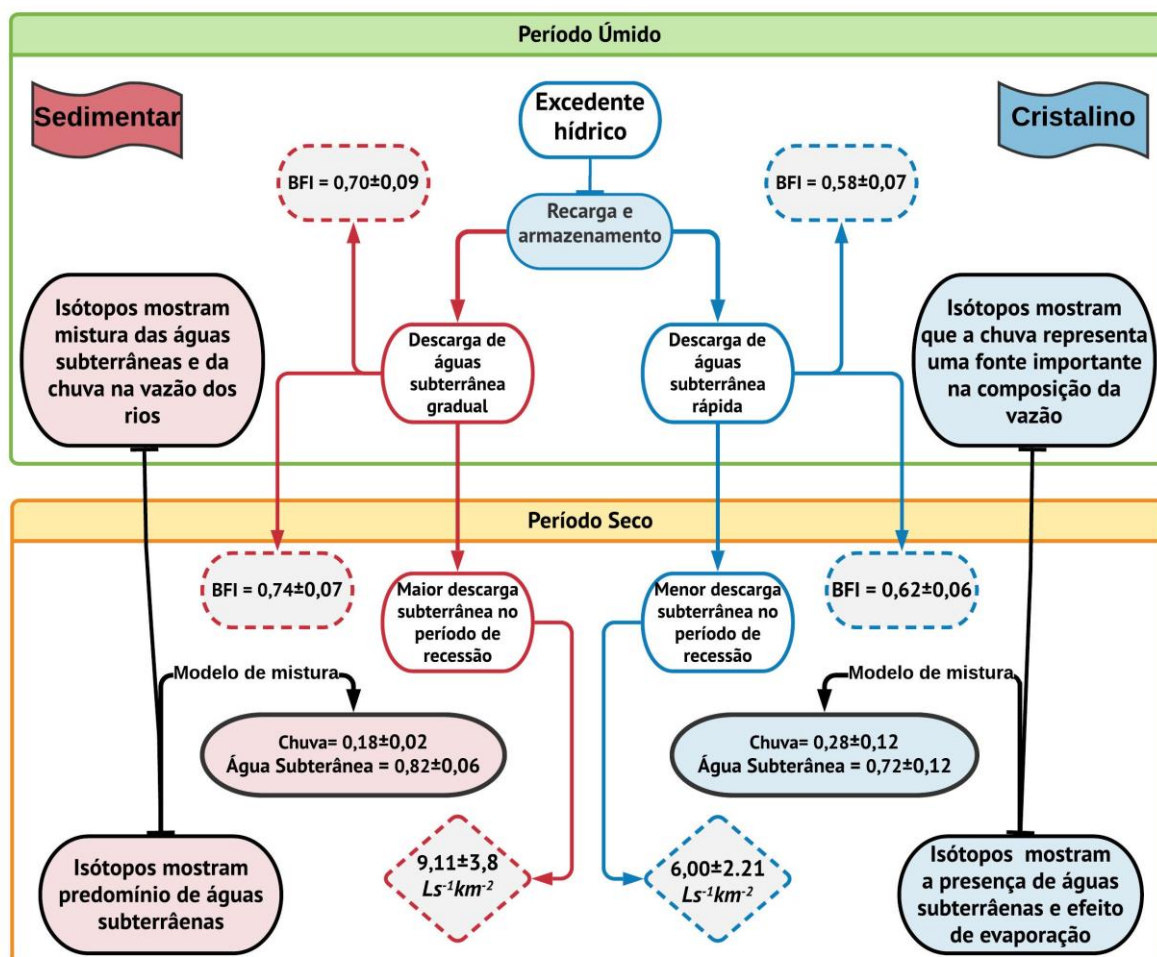 Período Úmido
Sedimentar
Excedente
hídrico
Cristalino
BFI = 0,70±0,09
BFI = 0,58±0,07
Recarga e
armazenamento
Isótopos mostram
mistura das águas
subterrâneas e da
chuva na vazão dos
rios
Descarga de
águas
subterrânea
gradual
Descarga de
águas
subterrânea
rápida
Isótopos mostram
que a chuva representa
uma fonte importante
na composição da
vazão
Período Seco
BFI = 0,74±0,07
Maior descarga
subterrânea no
período de
recessão
Menor descarga
subterrânea no
período de
recessão
BFI = 0,62±0,06
Modelo de mistura
Modelo de mistura
Chuva= 0,18±0,02
Água Subterânea = 0,82±0,06
Chuva= 0,28±0,12
Água Subterânea = 0,72±0,12
Isótopos mostram
predomínio de águas
subterrâenas
9,11±3,8
Ls⁻¹km⁻²
6,00±2.21
Ls⁻¹km⁻²
Isótopos mostram
a presença de águas
subterrâenas e efeito
de evaporação